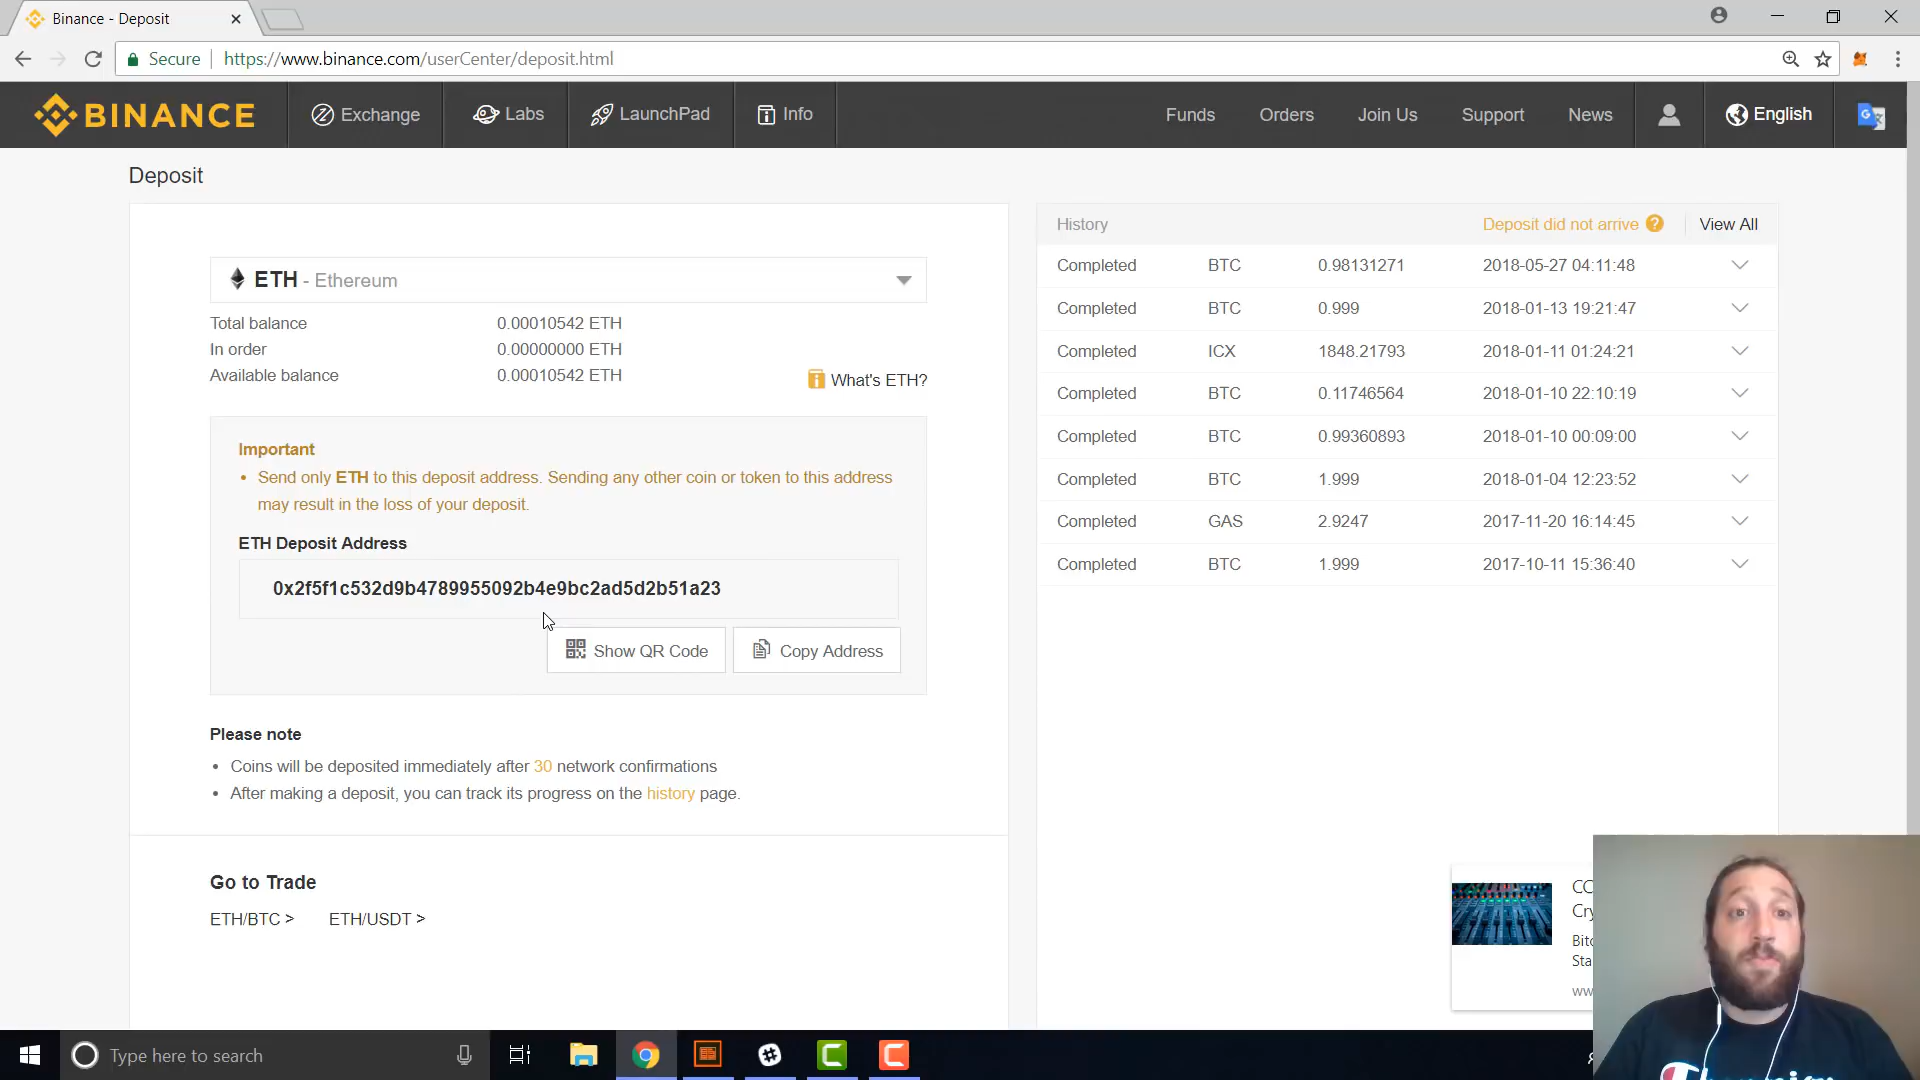 Binance - Deposit
Secure https://www.binance.com/userCenter/deposit.html
BINANCE Exchange Labs LaunchPad Info Funds Orders Join Us Support News English
Deposit
ETH - Ethereum
Total balance 0.00010542 ETH
In order 0.00000000 ETH
Available balance 0.00010542 ETH
What's ETH?
Important
• Send only ETH to this deposit address. Sending any other coin or token to this address
may result in the loss of your deposit.
ETH Deposit Address
0x2f5f1c532d9b4789955092b4e9bc2ad5d2b51a23
Show QR Code Copy Address
Please note
• Coins will be deposited immediately after 30 network confirmations
• After making a deposit, you can track its progress on the history page.
Go to Trade
ETH/BTC > ETH/USDT >
History Deposit did not arrive ? View All
Completed BTC 0.98131271 2018-05-27 04:11:48
Completed BTC 0.999 2018-01-13 19:21:47
Completed ICX 1848.21793 2018-01-11 01:24:21
Completed BTC 0.11746564 2018-01-10 22:10:19
Completed BTC 0.99360893 2018-01-10 00:09:00
Completed BTC 1.999 2018-01-04 12:23:52
Completed GAS 2.9247 2017-11-20 16:14:45
Completed BTC 1.999 2017-10-11 15:36:40
Type here to search